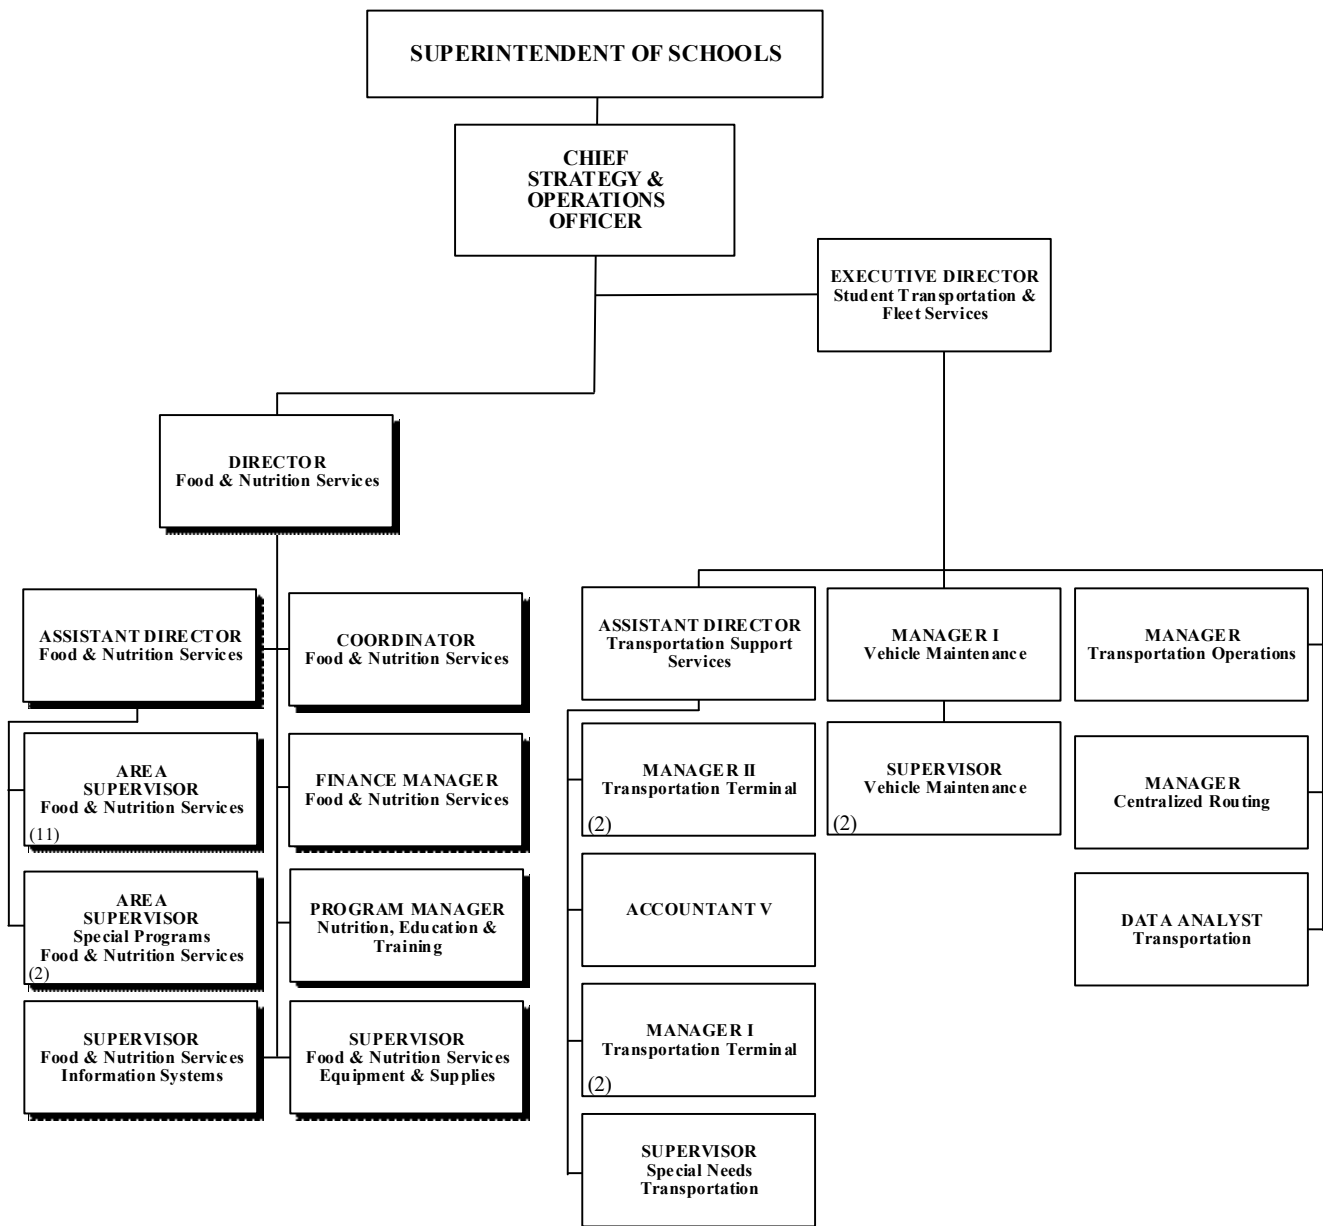 SUPERINTENDENT OF SCHOOLS
CHIEF
STRATEGY &
OPERATIONS
OFFICER
EXECUTIVE DIRECTOR
Student Transportation &
Fleet Services
DIRECTOR
Food & Nutrition Services
ASSISTANT DIRECTOR
Food & Nutrition Services
COORDINATOR
Food & Nutrition Services
AREA
SUPERVISOR
Food & Nutrition Services
(11)
FINANCE MANAGER
Food & Nutrition Services
AREA
SUPERVISOR
Special Programs
Food & Nutrition Services
(2)
PROGRAM MANAGER
Nutrition, Education &
Training
SUPERVISOR
Food & Nutrition Services
Information Systems
SUPERVISOR
Food & Nutrition Services
Equipment & Supplies
ASSISTANT DIRECTOR
Transportation Support
Services
MANAGER II
Transportation Terminal
(2)
ACCOUNTANT V
MANAGER I
Transportation Terminal
(2)
SUPERVISOR
Special Needs
Transportation
MANAGER I
Vehicle Maintenance
SUPERVISOR
Vehicle Maintenance
(2)
MANAGER
Transportation Operations
MANAGER
Centralized Routing
DATA ANALYST
Transportation